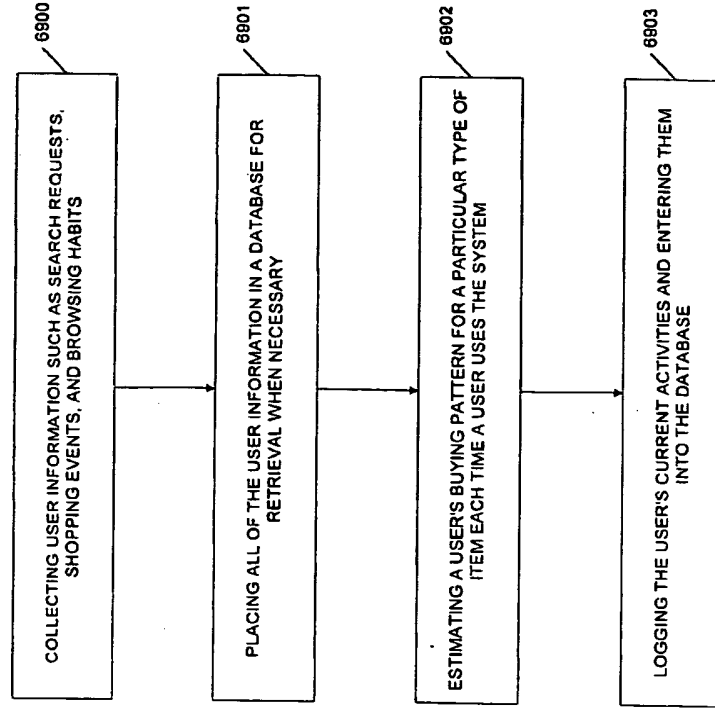 6900
COLLECTING USER INFORMATION SUCH AS SEARCH REQUESTS,
SHOPPING EVENTS, AND BROWSING HABITS
6901
PLACING ALL OF THE USER INFORMATION IN A DATABASE FOR
RETRIEVAL WHEN NECESSARY
6902
ESTIMATING A USER'S BUYING PATTERN FOR A PARTICULAR TYPE OF
ITEM EACH TIME A USER USES THE SYSTEM
6903
LOGGING THE USER'S CURRENT ACTIVITIES AND ENTERING THEM
INTO THE DATABASE